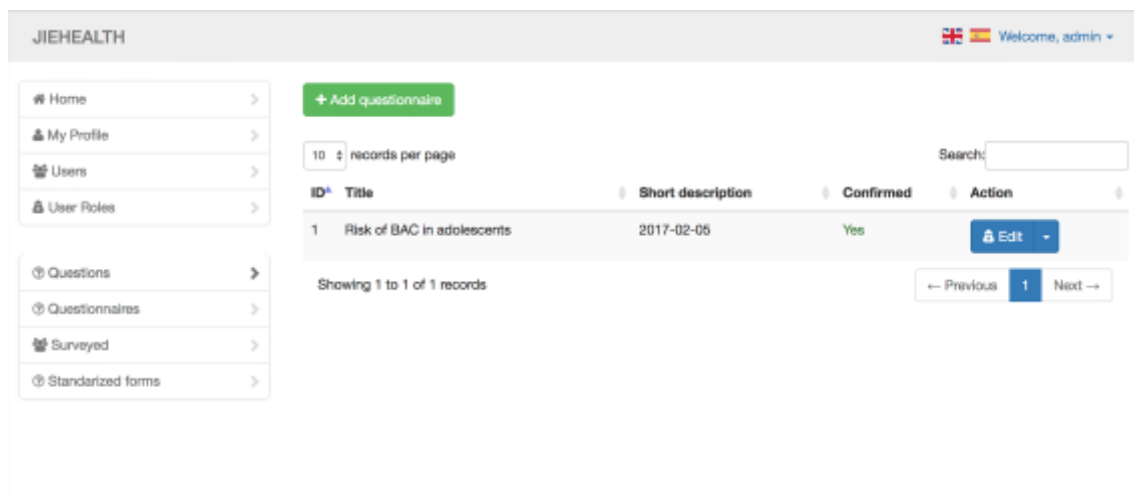 JIEHEALTH
Welcome, admin
Home
My Profile
Users
User Roles
Questions
Questionnaires
Surveyed
Standarized forms
+ Add questionnaire
10 records per page
Search:
ID Title Short description Confirmed Action
1 Risk of BAC in adolescents 2017-02-05 Yes Edit
Showing 1 to 1 of 1 records
← Previous 1 Next →